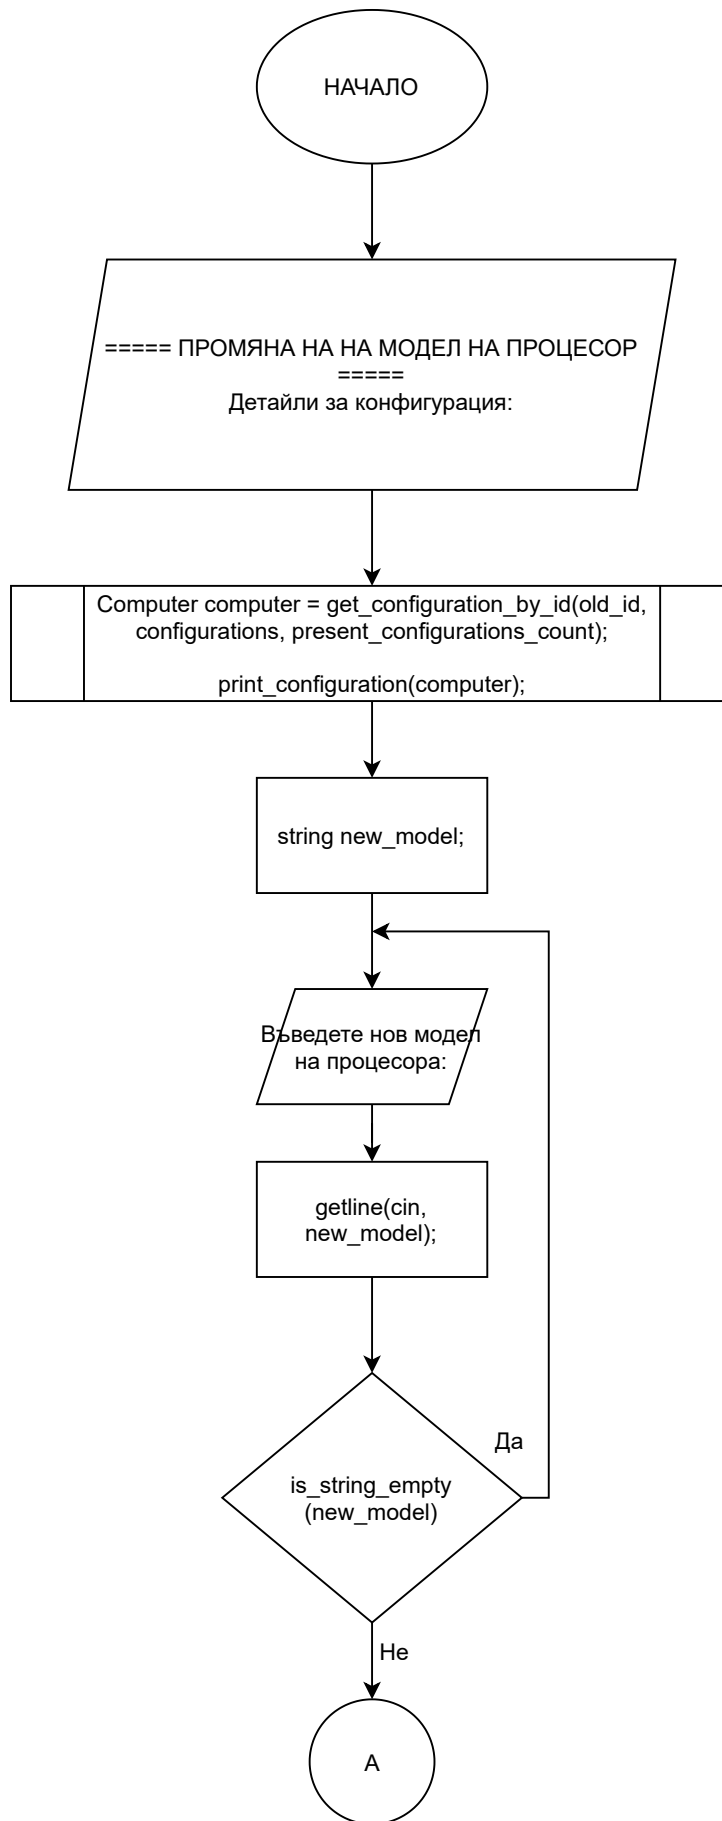 НАЧАЛО
===== ПРОМЯНА НА НА МОДЕЛ НА ПРОЦЕСОР
=====
Детайли за конфигурация:
Computer computer = get_configuration_by_id(old_id,
configurations, present_configurations_count);
print_configuration(computer);
string new_model;
Въведете нов модел
на процесора:
getline(cin,
new_model);
Да
is_string_empty
(new_model)
Не
А